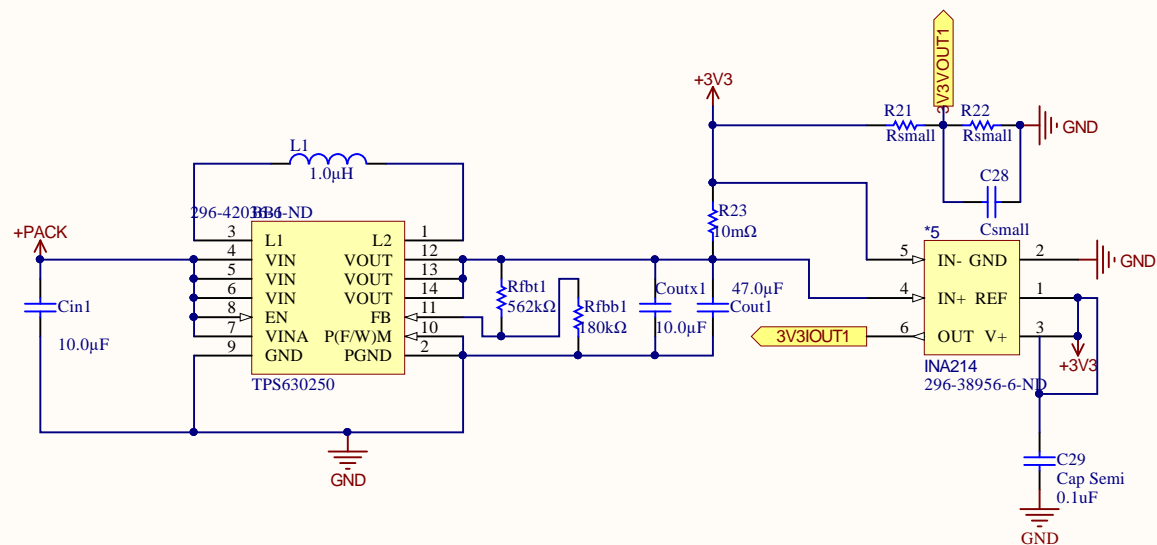 +3V3
3V3VOUT1
R21
Rsmall
R22
Rsmall
GND
C28
Csmall
L1
1.0µH
296-42036-1-ND
BB1
+PACK
Cin1
10.0µF
3 L1
4 VIN
5 VIN
6 VIN
8 EN
7 VINA
9 GND
L2 1
VOUT 12
VOUT 13
VOUT 14
FB 11
P(F/W)M 10
PGND 2
TPS630250
GND
Rfbt1
562kΩ
Rfbb1
180kΩ
Coutx1
10.0µF
47.0µF
Cout1
R23
10mΩ
*5
5 IN-
4 IN+
6 OUT
GND 2
REF 1
V+ 3
GND
3V3IOUT1
+3V3
INA214
296-38956-6-ND
C29
Cap Semi
0.1uF
GND